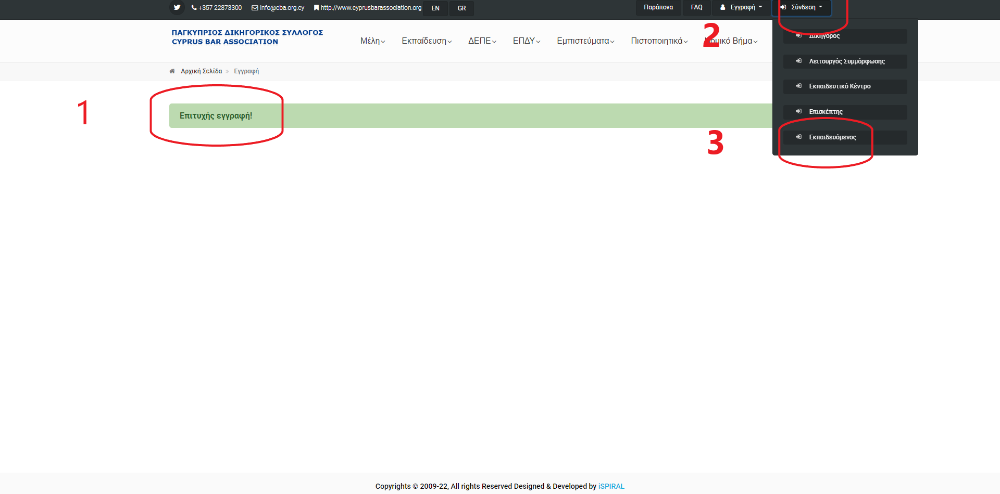 +357 22873300 info@cba.org.cy http://www.cyprusbarassociation.org EN GR Παράπονα FAQ Εγγραφή Σύνδεση
ΠΑΓΚΥΠΡΙΟΣ ΔΙΚΗΓΟΡΙΚΟΣ ΣΥΛΛΟΓΟΣ
CYPRUS BAR ASSOCIATION
Μέλη Εκπαίδευση ΔΕΠΕ ΕΠΔΥ Εμπιστεύματα Πιστοποιητικά Νομικό Βήμα
2
Δικηγόρος
Λειτουργός Συμμόρφωσης
Εκπαιδευτικό Κέντρο
Επισκέπτης
Εκπαιδευόμενος
Αρχική Σελίδα » Εγγραφή
1
Επιτυχής εγγραφή!
3
Copyrights © 2009-22, All rights Reserved Designed & Developed by iSPIRAL